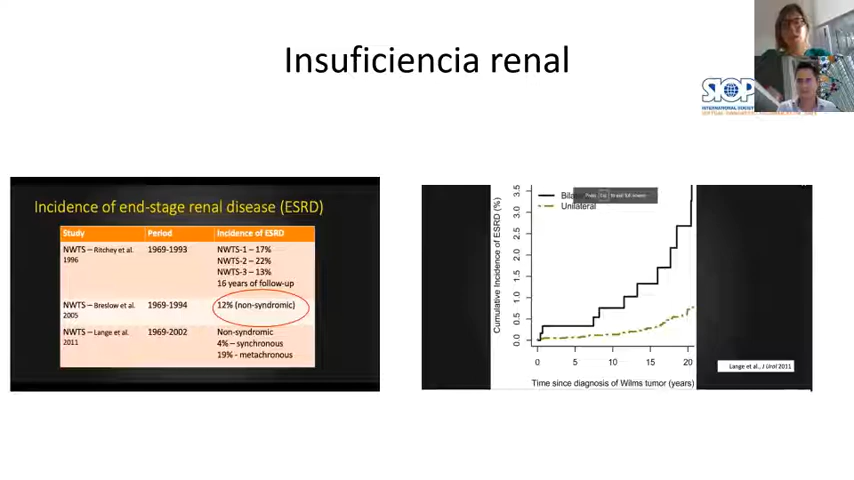 Insuficiencia renal
SIOP
Incidence of end-stage renal disease (ESRD)
Study Period Incidence of ESRD
NWTS – Ritchey et al. 1969-1993 NWTS-1 – 17%
1996 NWTS-2 – 22%
NWTS-3 – 13%
16 years of follow-up
NWTS – Breslow et al. 1969-1994 12% (non-syndromic)
2005
NWTS – Lange et al. 1969-2002 Non-syndromic
2011 4% – synchronous
19% - metachronous
Cumulative Incidence of ESRD (%)
3.5
3.0
2.5
2.0
1.5
1.0
0.5
0.0
Unilateral
0 5 10 15 20
Time since diagnosis of Wilms tumor (years)
Lange et al., J Urol 2011